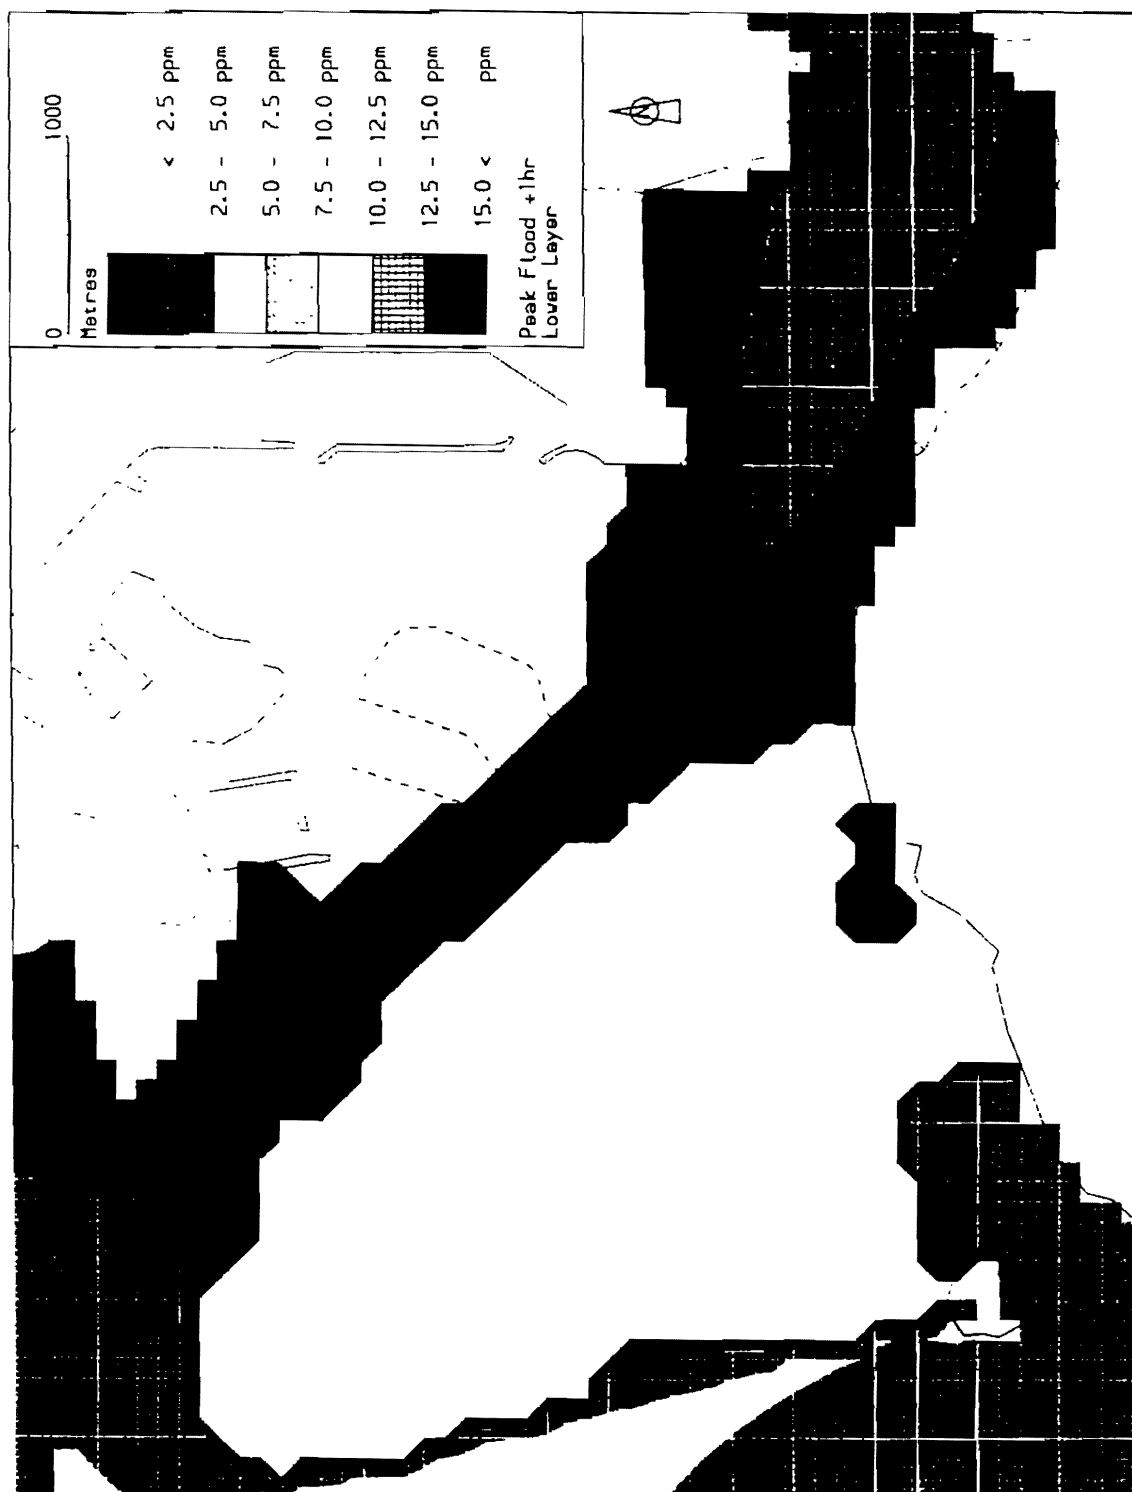 0 1000
Metres
< 2.5 ppm
2.5 - 5.0 ppm
5.0 - 7.5 ppm
7.5 - 10.0 ppm
10.0 - 12.5 ppm
12.5 - 15.0 ppm
15.0 < ppm
Peak Flood +1hr
Lower Layer